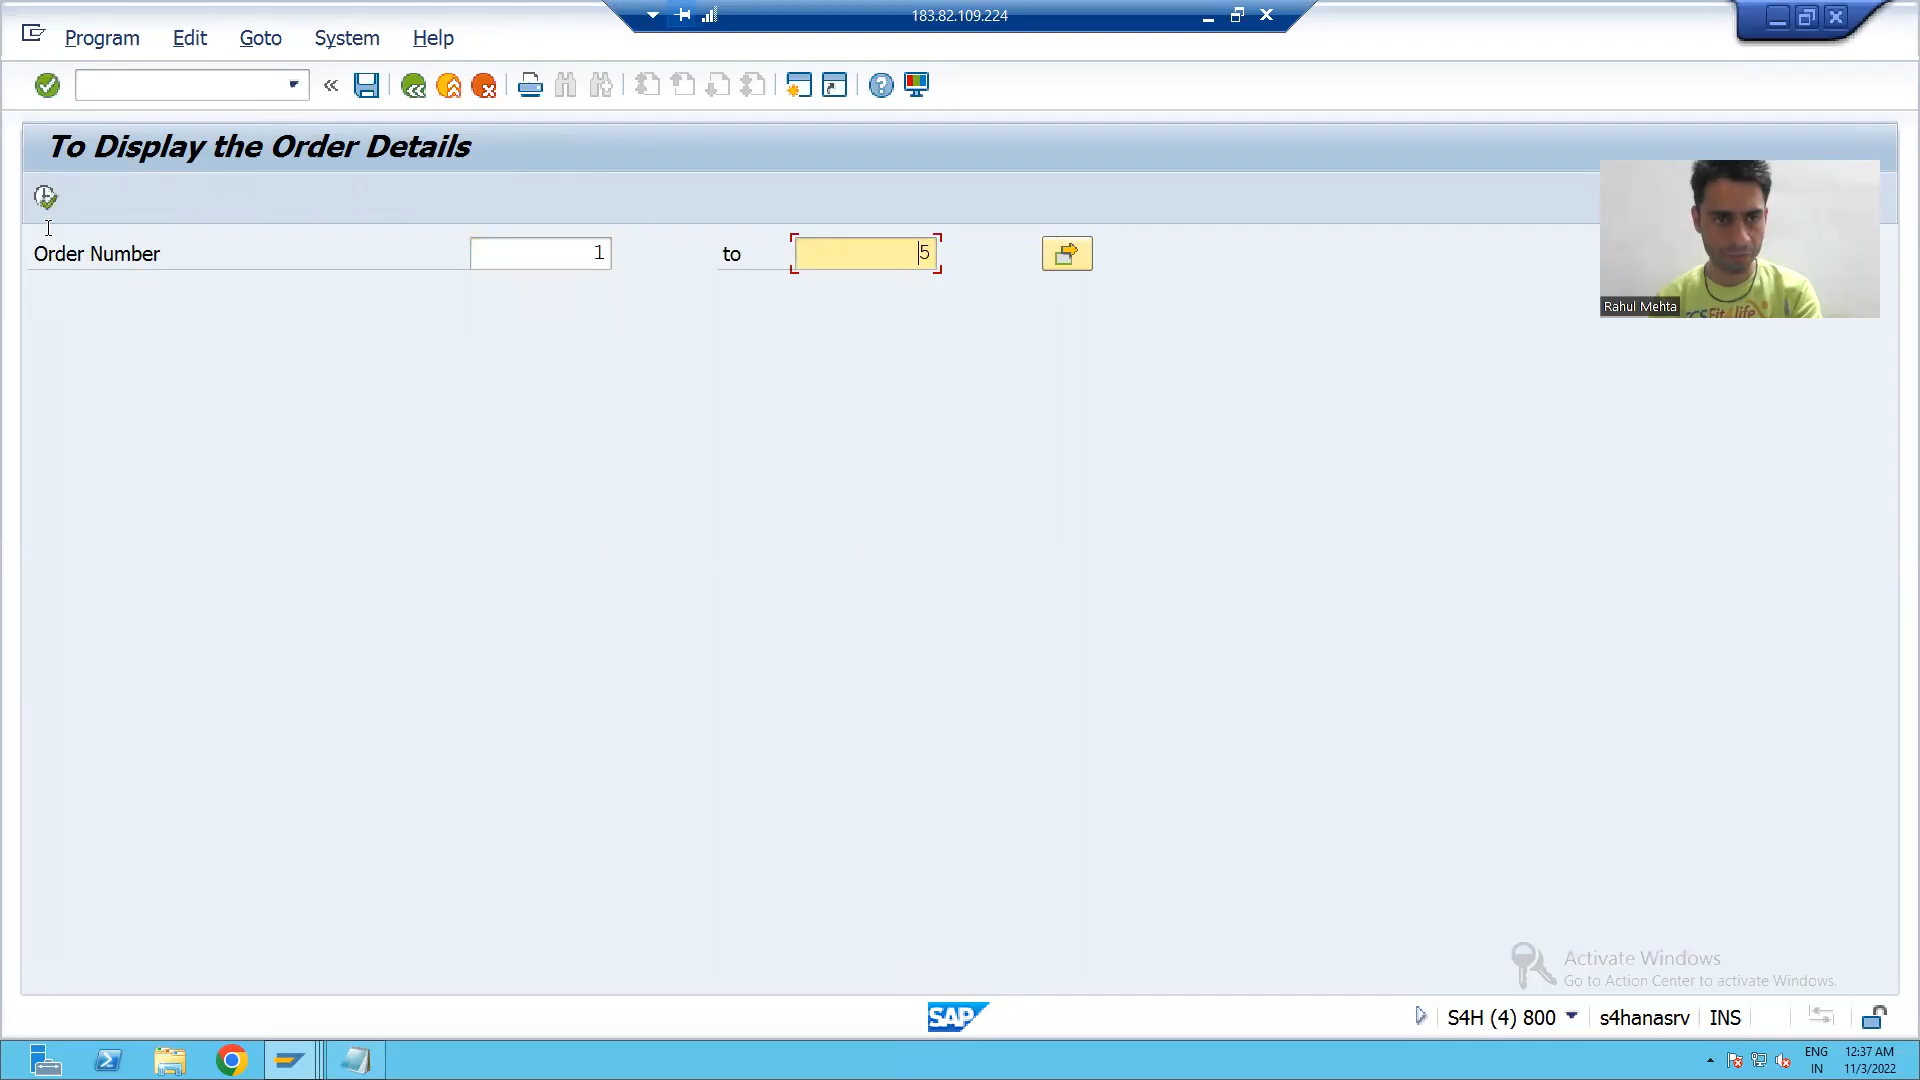 183.82.109.224
Program Edit Goto System Help
To Display the Order Details
Order Number 1 to 5
Rahul Mehta
Activate Windows
Go to Action Center to activate Windows.
SAP
S4H (4) 800 s4hanasrv INS
ENG 12:37 AM
IN 11/3/2022